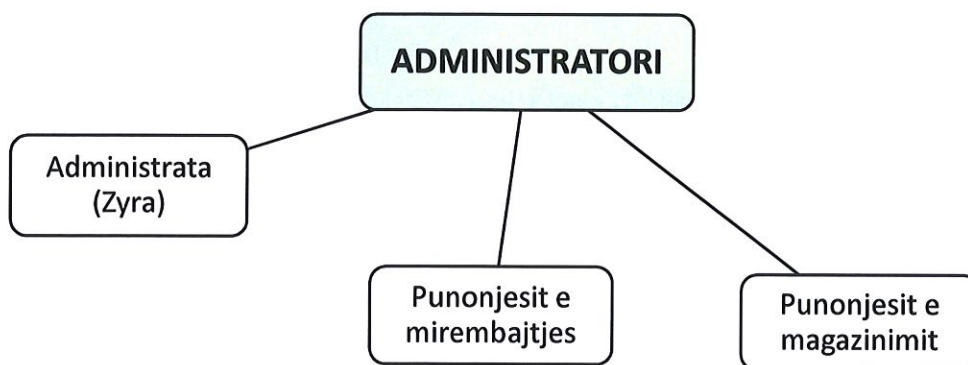 ADMINISTRATORI
Administrata
(Zyra)
Punonjesit e
mirembajtjes
Punonjesit e
magazinimit